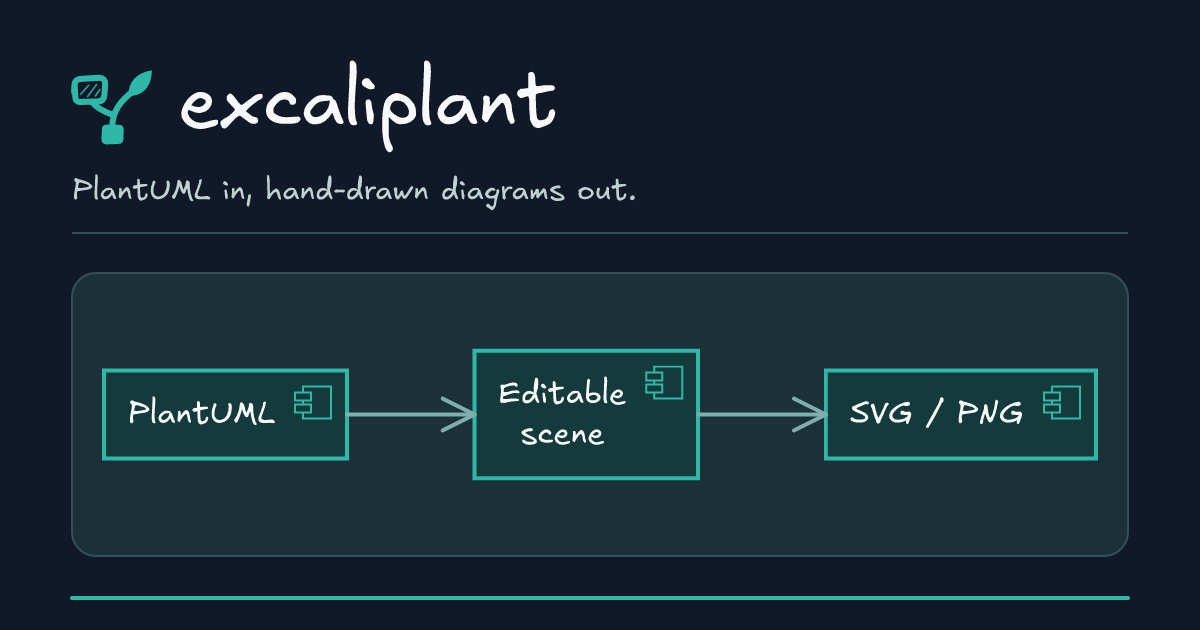 excaliplant
PlantUML in, hand-drawn diagrams out.
PlantUML
Editable
scene
SVG / PNG